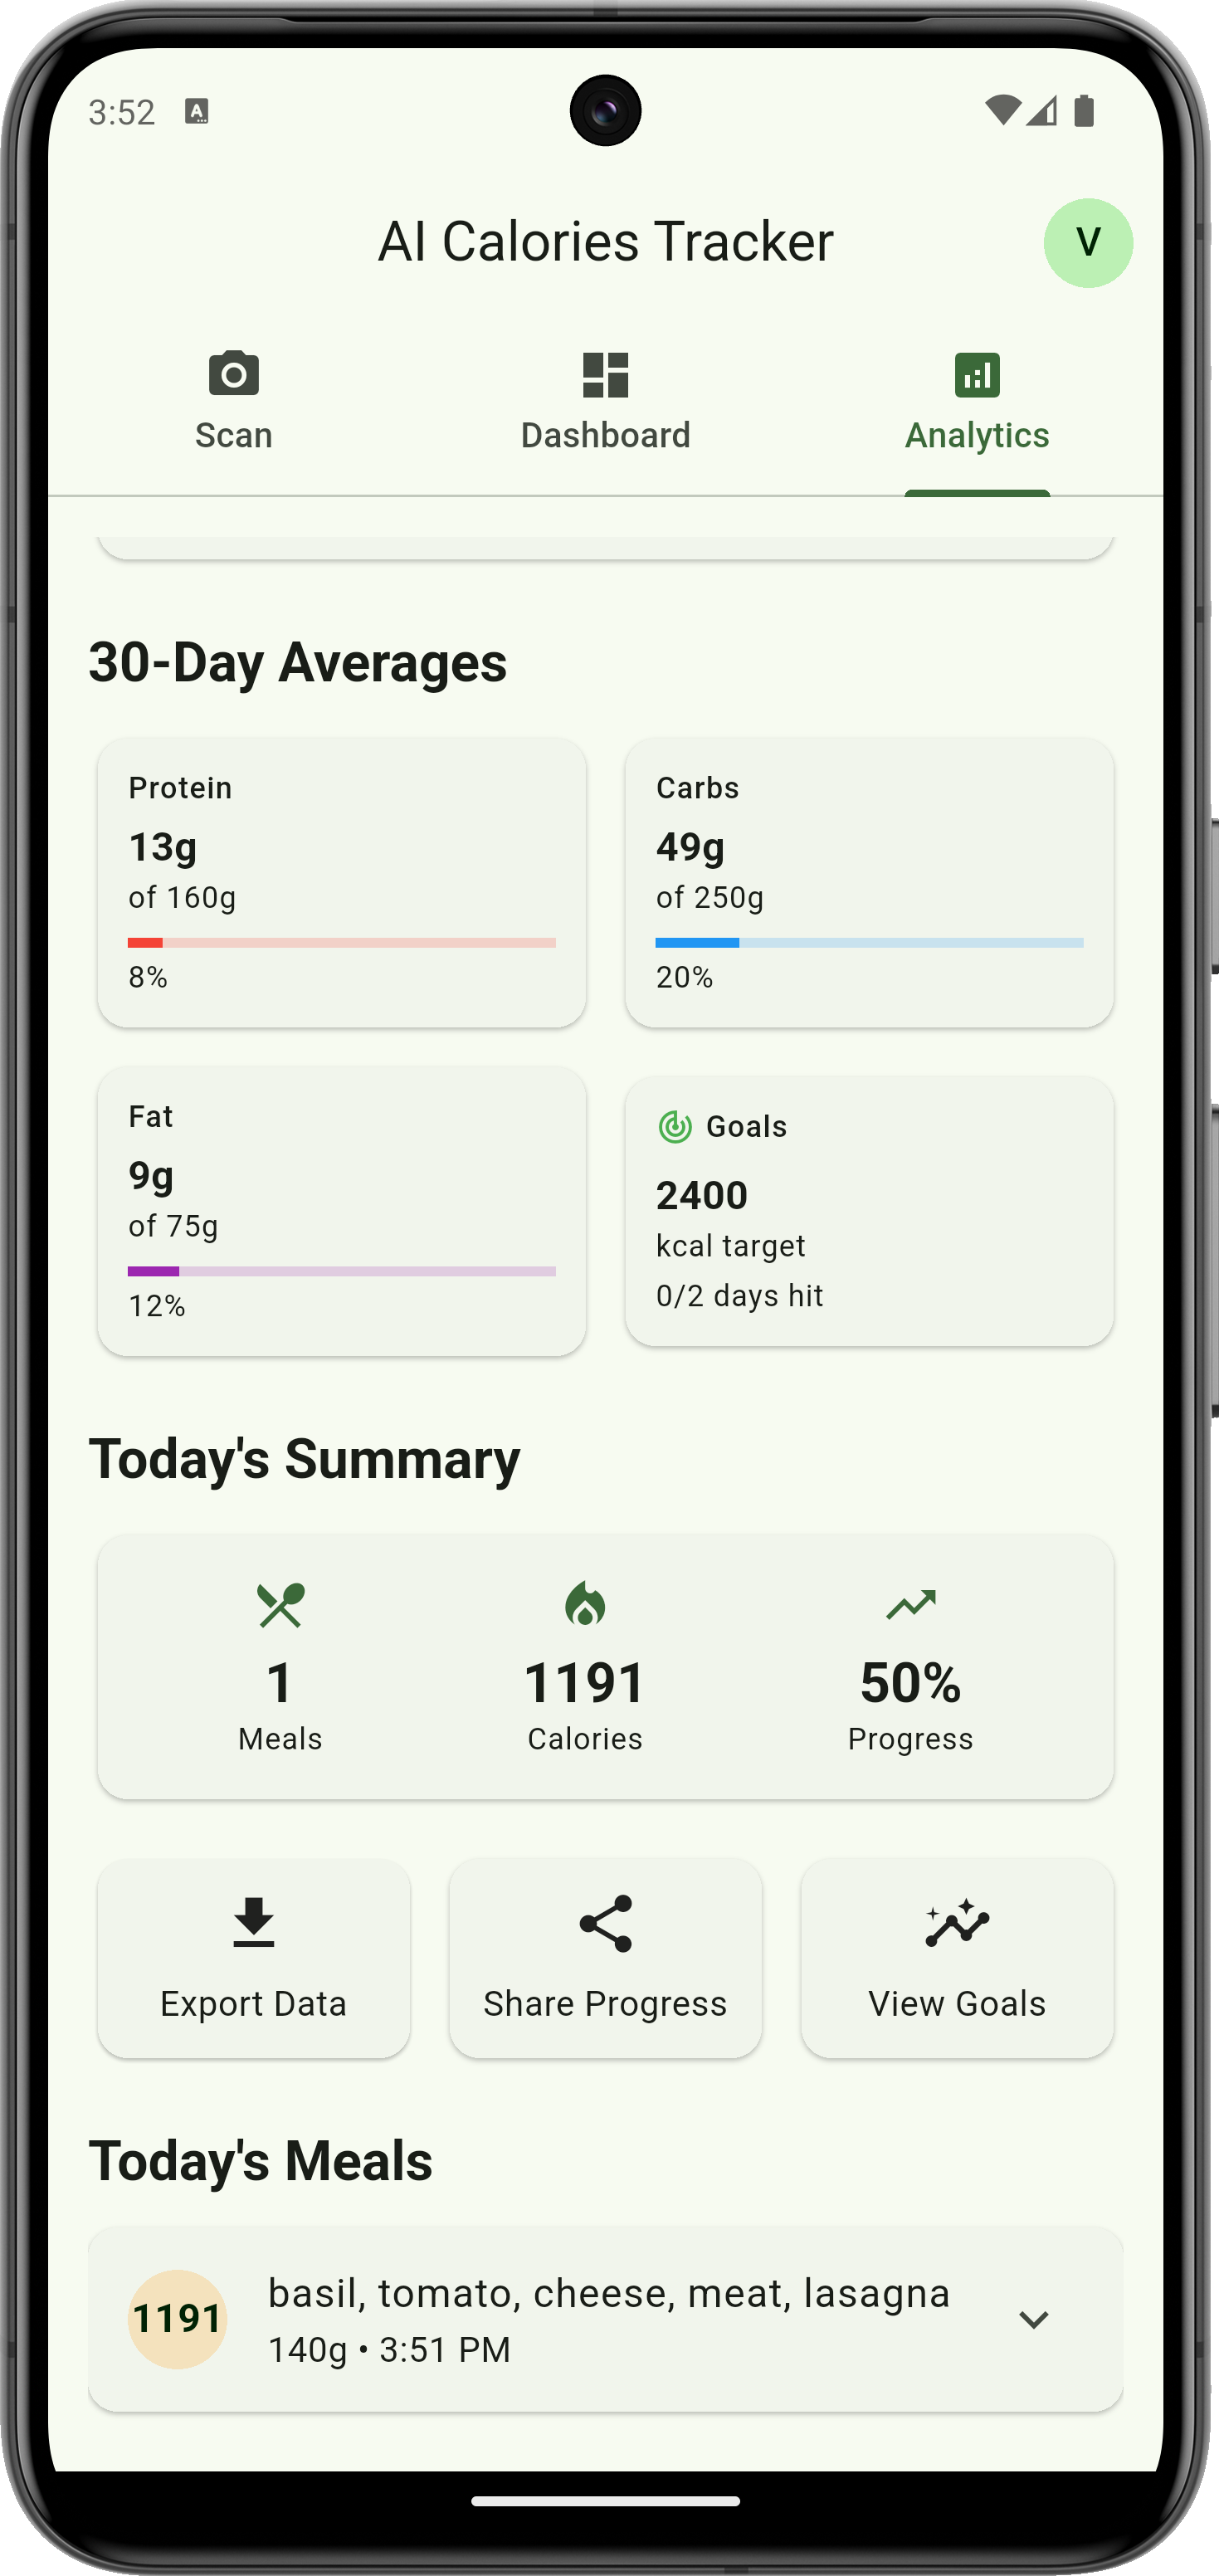 3:52
AI Calories Tracker
V
Scan
Dashboard
Analytics
30-Day Averages
Protein
13g
of 160g
8%
Carbs
49g
of 250g
20%
Fat
9g
of 75g
12%
Goals
2400
kcal target
0/2 days hit
Today's Summary
1
Meals
1191
Calories
50%
Progress
Export Data
Share Progress
View Goals
Today's Meals
1191
basil, tomato, cheese, meat, lasagna
140g • 3:51 PM